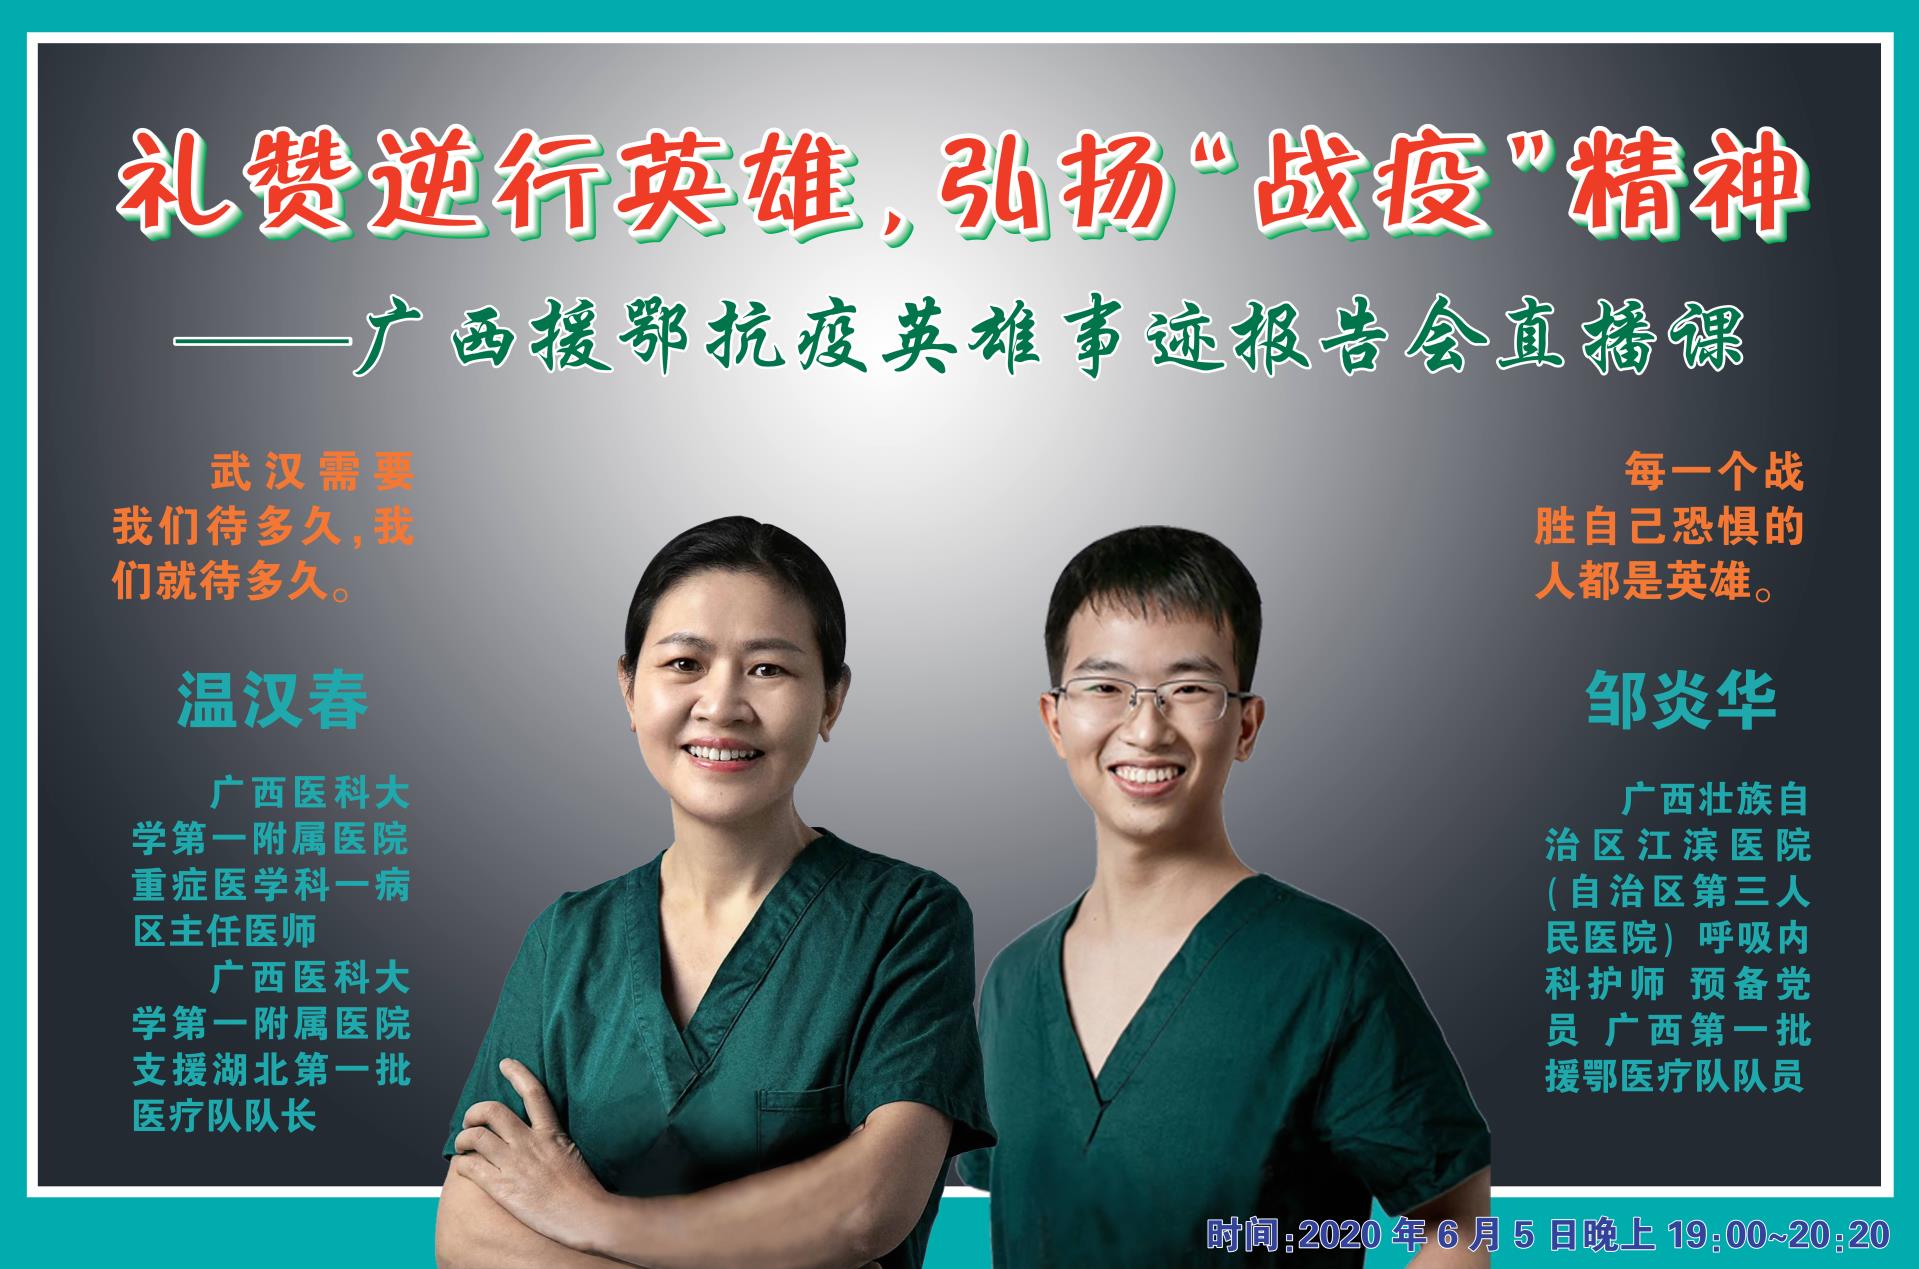 礼赞逆行英雄,弘扬“战疫”精神
——广西援鄂抗疫英雄事迹报告会直播课
武汉需要
我们待多久,我
们就待多久。
温汉春
广西医科大
学第一附属医院
重症医学科一病
区主任医师
广西医科大
学第一附属医院
支援湖北第一批
医疗队队长
每一个战
胜自己恐惧的
人都是英雄。
邹炎华
广西壮族自
治区江滨医院
(自治区第三人
民医院) 呼吸内
科护师 预备党
员 广西第一批
援鄂医疗队队员
时间:2020 年 6 月 5 日晚上 19:00~20:20